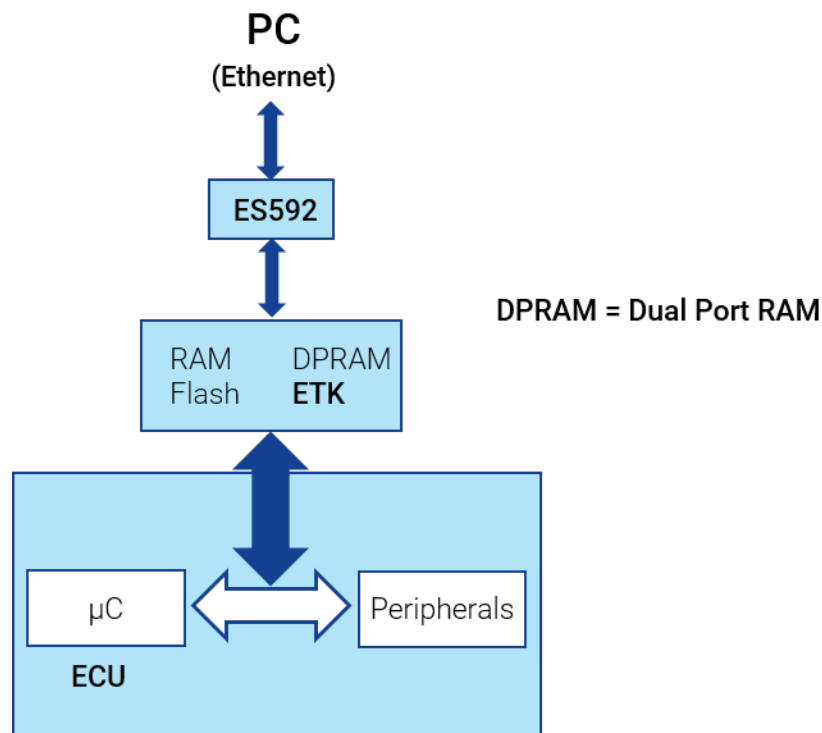 PC
(Ethernet)
ES592
DPRAM = Dual Port RAM
RAM DPRAM
Flash ETK
µC
Peripherals
ECU